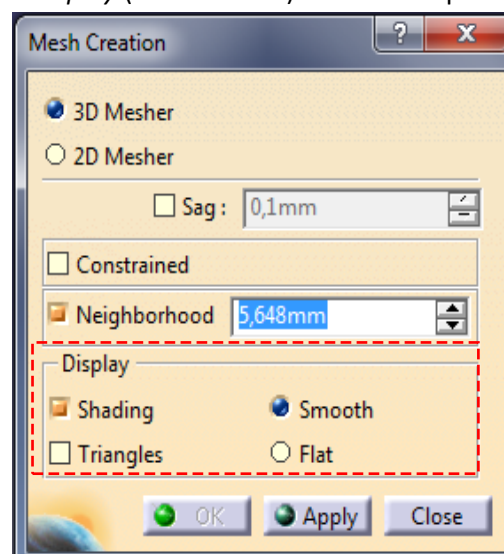 Mesh Creation
?
X
3D Mesher
2D Mesher
Sag :
0,1mm
Constrained
Neighborhood
5,648mm
Display
Shading
Smooth
Triangles
Flat
OK
Apply
Close